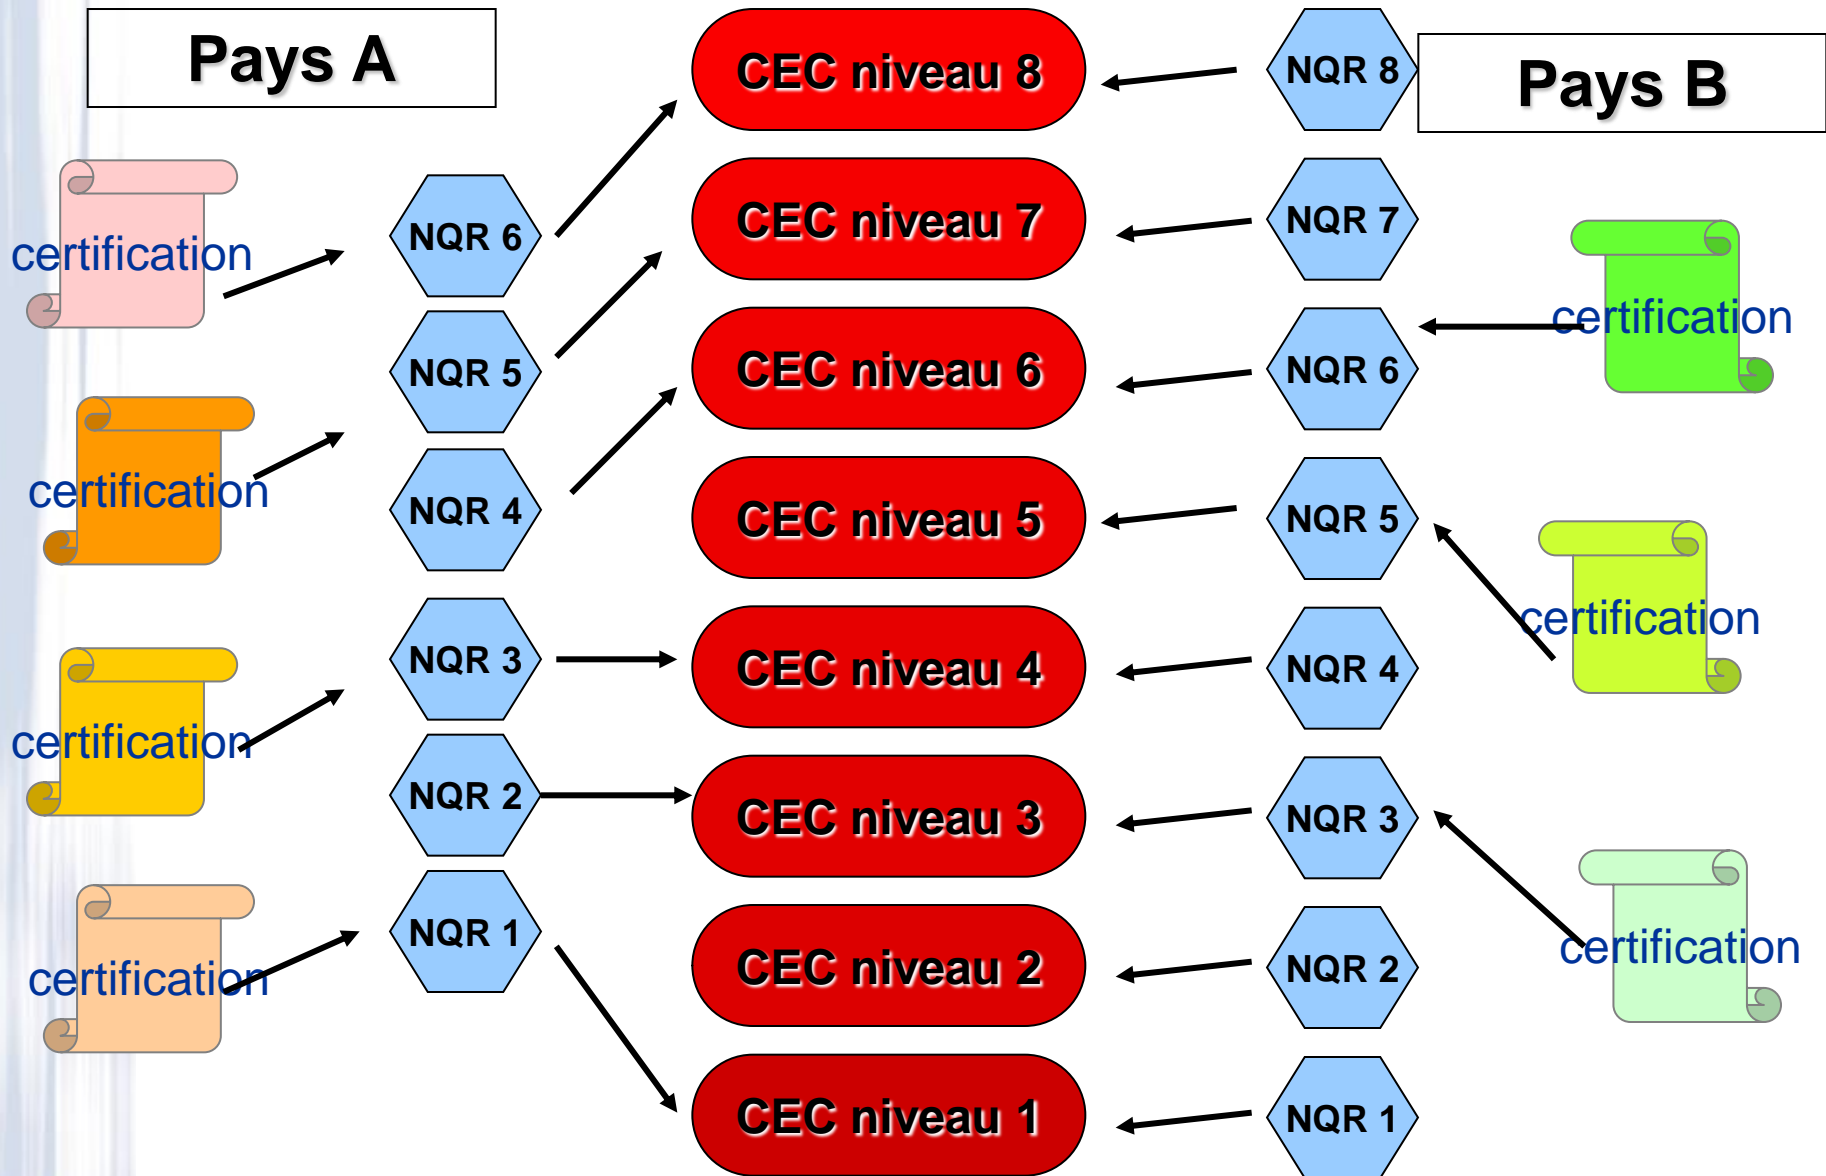 Pays A
Pays B
certification
certification
certification
certification
NQR 6
NQR 5
NQR 4
NQR 3
NQR 2
NQR 1
CEC niveau 8
CEC niveau 7
CEC niveau 6
CEC niveau 5
CEC niveau 4
CEC niveau 3
CEC niveau 2
CEC niveau 1
NQR 8
NQR 7
NQR 6
NQR 5
NQR 4
NQR 3
NQR 2
NQR 1
certification
certification
certification